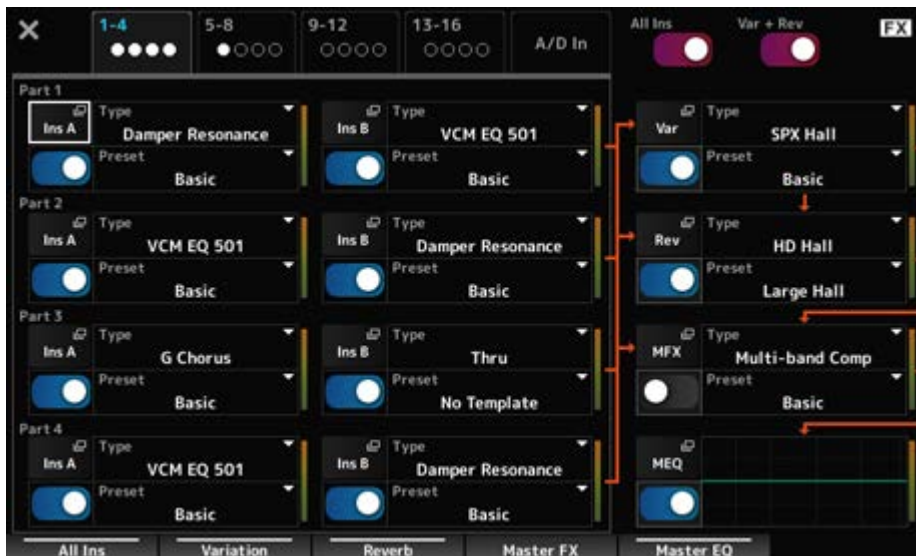 1-4 5-8 9-12 13-16 A/D In All Ins Var + Rev FX
Part 1
Ins A Type Damper Resonance Ins B Type VCM EQ 501 Var Type SPX Hall
Preset Basic Preset Basic Preset Basic
Part 2
Ins A Type VCM EQ 501 Ins B Type Damper Resonance Rev Type HD Hall
Preset Basic Preset Basic Preset Large Hall
Part 3
Ins A Type G Chorus Ins B Type Thru MFX Type Multi-band Comp
Preset Basic Preset No Template Preset Basic
Part 4
Ins A Type VCM EQ 501 Ins B Type Damper Resonance MEQ
Preset Basic Preset Basic
All Ins Variation Reverb Master FX Master EQ